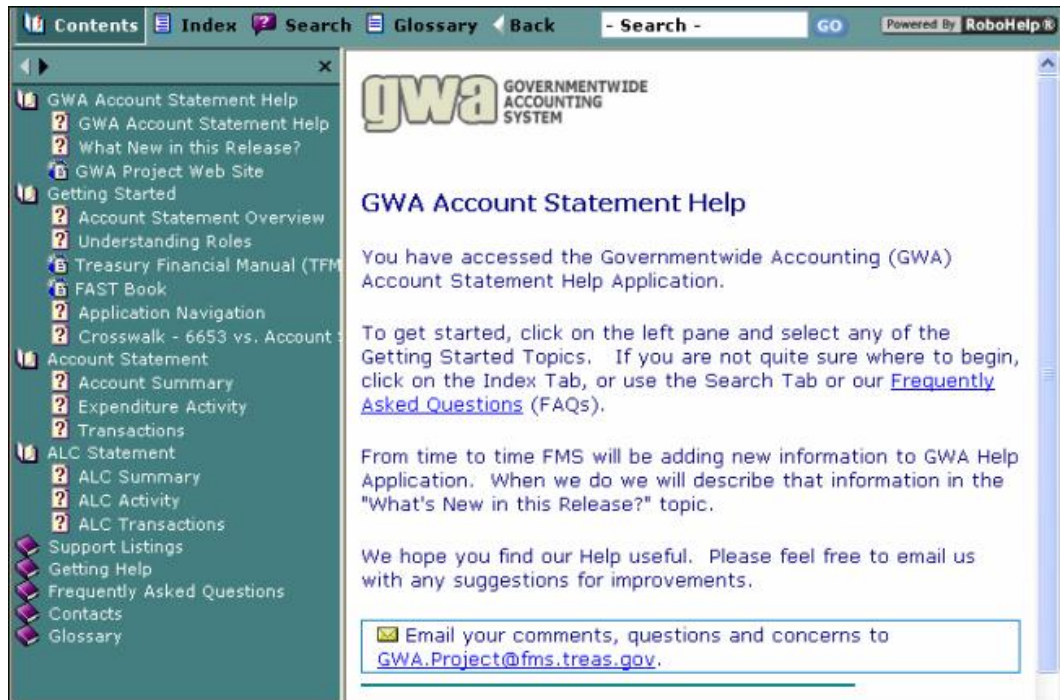 Contents Index Search Glossary Back - Search - GO Powered By RoboHelp®
GWA Account Statement Help
GWA Account Statement Help
What New in this Release?
GWA Project Web Site
Getting Started
Account Statement Overview
Understanding Roles
Treasury Financial Manual (TFM
FAST Book
Application Navigation
Crosswalk - 6653 vs. Account
Account Statement
Account Summary
Expenditure Activity
Transactions
ALC Statement
ALC Summary
ALC Activity
ALC Transactions
Support Listings
Getting Help
Frequently Asked Questions
Contacts
Glossary
gwa
GOVERNMENTWIDE
ACCOUNTING
SYSTEM
GWA Account Statement Help
You have accessed the Governmentwide Accounting (GWA)
Account Statement Help Application.
To get started, click on the left pane and select any of the
Getting Started Topics. If you are not quite sure where to begin,
click on the Index Tab, or use the Search Tab or our Frequently
Asked Questions (FAQs).
From time to time FMS will be adding new information to GWA Help
Application. When we do we will describe that information in the
"What's New in this Release?" topic.
We hope you find our Help useful. Please feel free to email us
with any suggestions for improvements.
Email your comments, questions and concerns to
GWA.Project@fms.treas.gov.